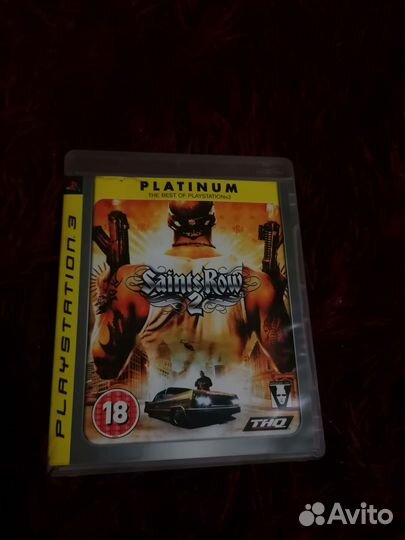 PLATINUM
THE BEST OF PLAYSTATION®3
PLAYSTATION 3
Saints Row
2
18
V
THQ
Avito